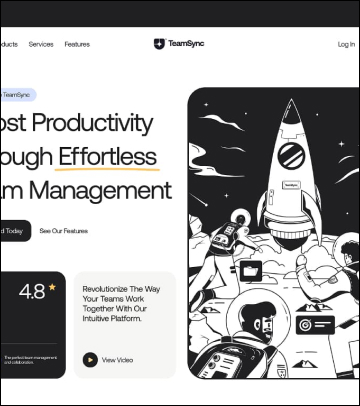 ducts Services Features TeamSync Log In
TeamSync
ost Productivity
ough Effortless
am Management
d Today See Our Features
TeamSync
4.8
The perfect team management
and collaboration.
Revolutionize The Way
Your Teams Work
Together With Our
Intuitive Platform.
View Video